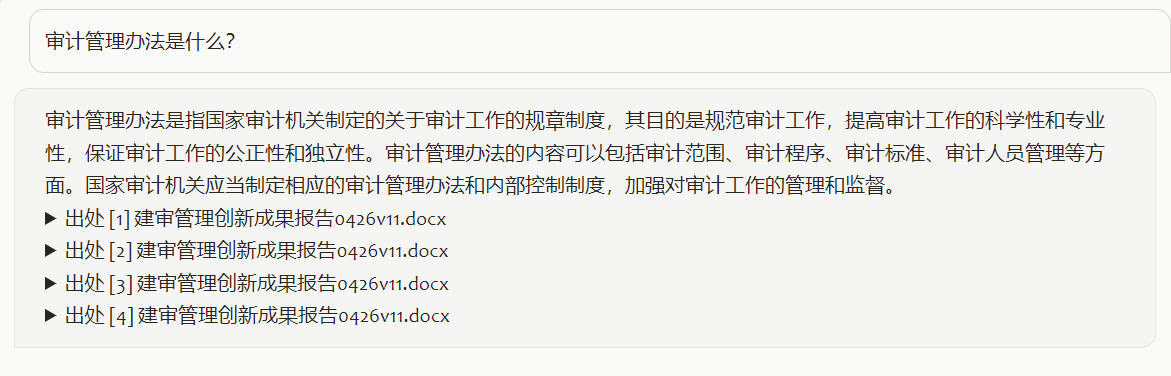 审计管理办法是什么?
审计管理办法是指国家审计机关制定的关于审计工作的规章制度，其目的是规范审计工作，提高审计工作的科学性和专业
性，保证审计工作的公正性和独立性。审计管理办法的内容可以包括审计范围、审计程序、审计标准、审计人员管理等方
面。国家审计机关应当制定相应的审计管理办法和内部控制制度，加强对审计工作的管理和监督。
▶ 出处 [1] 建审管理创新成果报告0426v11.docx
▶ 出处 [2] 建审管理创新成果报告0426v11.docx
▶ 出处 [3] 建审管理创新成果报告0426v11.docx
▶ 出处 [4] 建审管理创新成果报告0426v11.docx